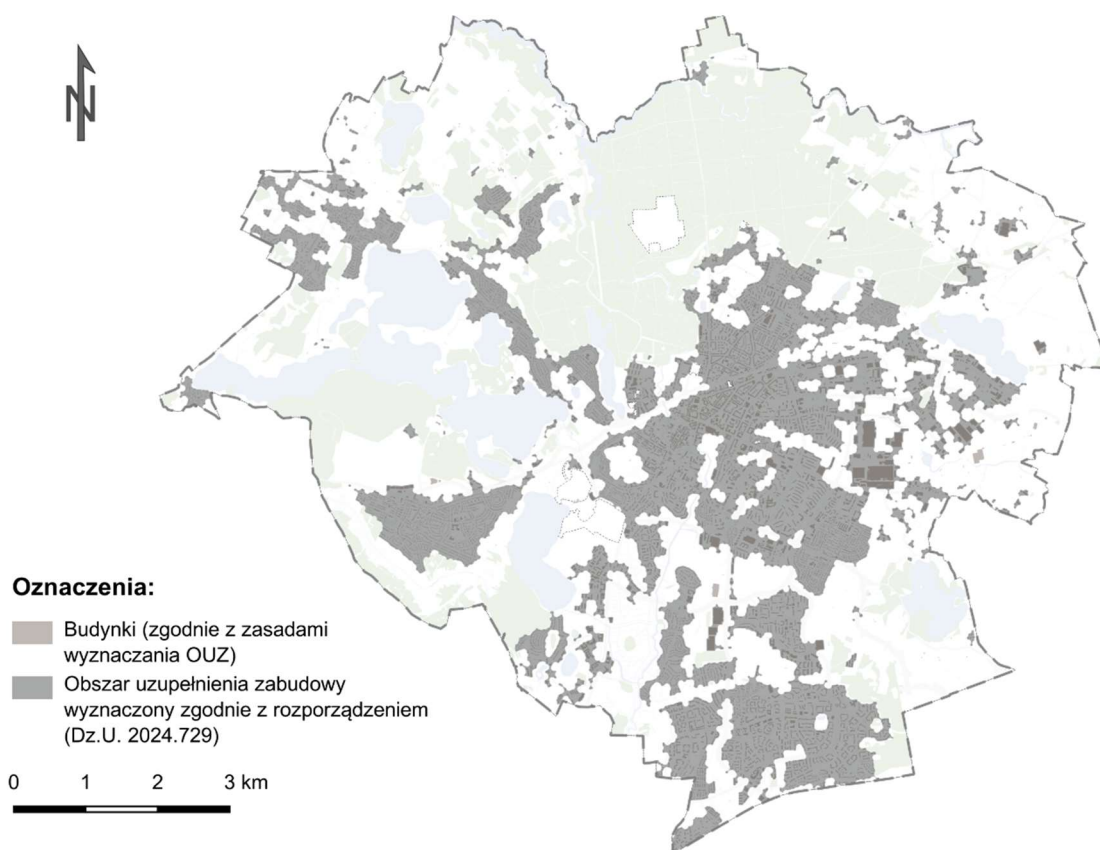 N
Oznaczenia:
Budynki (zgodnie z zasadami
wyznaczania OUZ)
Obszar uzupełnienia zabudowy
wyznaczony zgodnie z rozporządzeniem
(Dz.U. 2024.729)
0 1 2 3 km